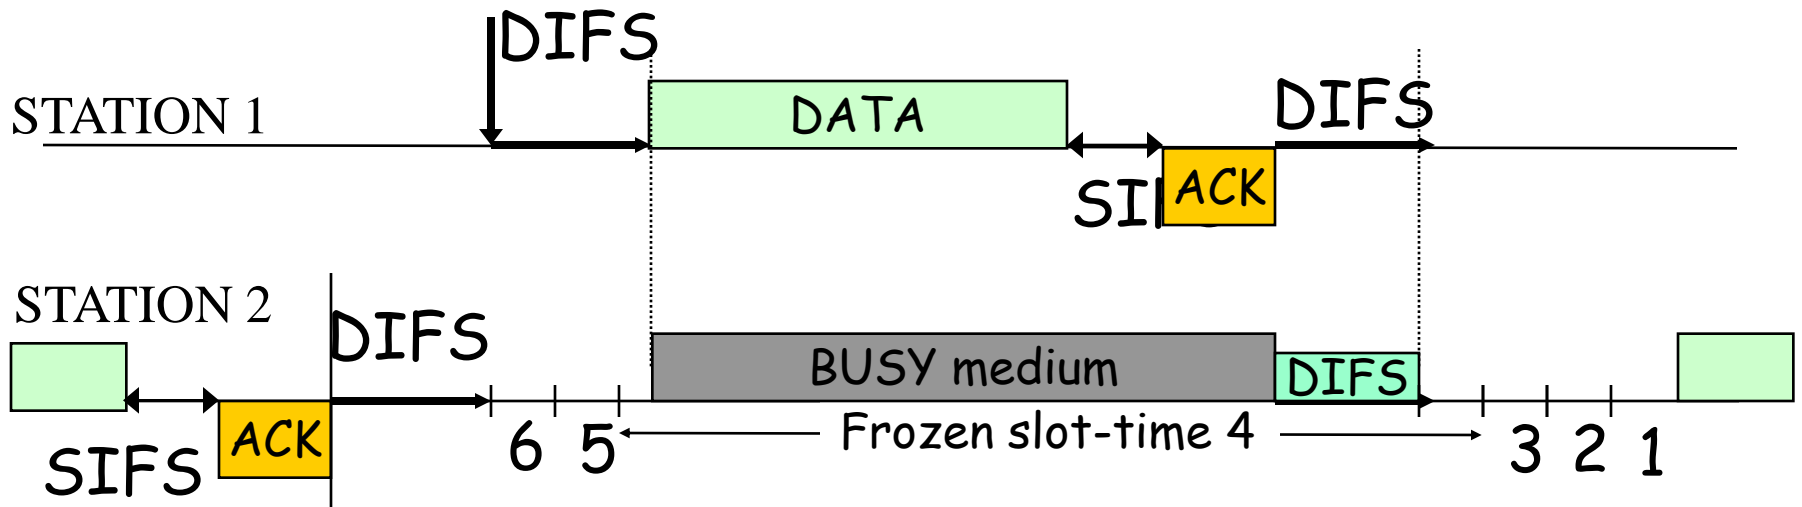 DIFS
STATION 1
DATA
DIFS
ACK
STATION 2
DIFS
BUSY medium
DIFS
SIFS
ACK
6 5
Frozen slot-time 4
3 2 1